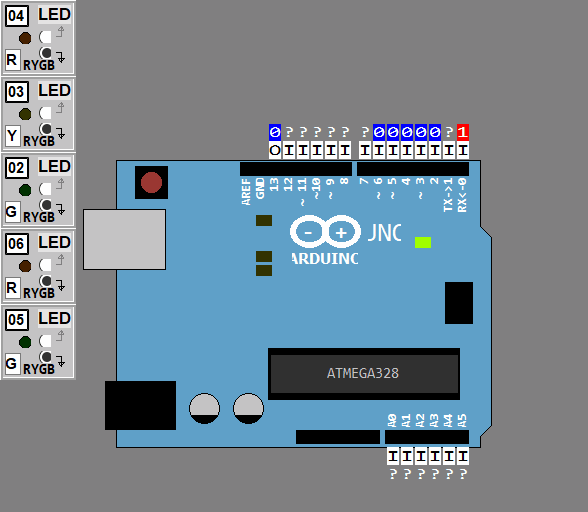 04 LED
R RYGB
03 LED
Y RYGB
02 LED
G RYGB
06 LED
R RYGB
05 LED
G RYGB
0 ? ? ? ? ? ? 0 0 0 0 0 ? 1
O I I I I I I I I I I I I I
AREF GND 13 12 ~11 ~10 ~9 8 7 ~6 ~5 4 ~3 2 TX->1 RX<-0
- + UNO
ARDUINO
ATMEGA328
A0 A1 A2 A3 A4 A5
I I I I I I
? ? ? ? ? ?